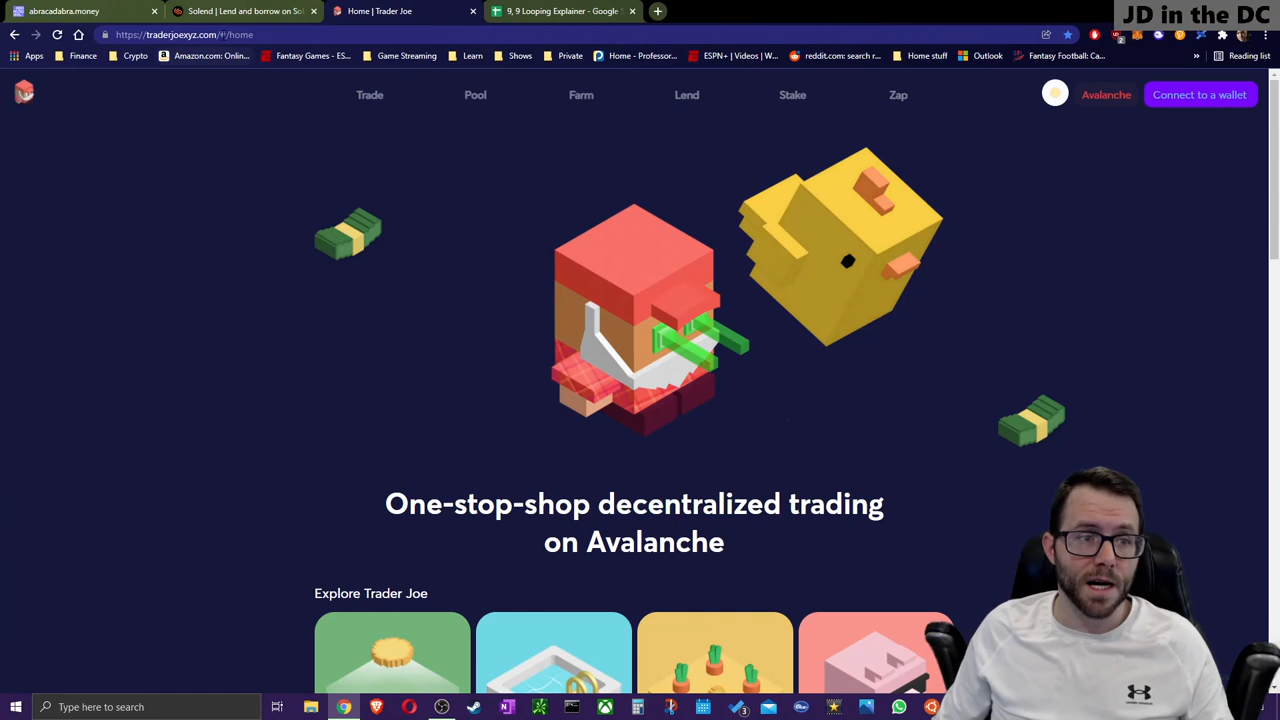 JD in the DC
abracadabra.money
Solend | Lend and borrow on Sol
Home | Trader Joe
9, 9 Looping Explainer - Google S
https://traderjoexyz.com/#/home
Apps
Finance
Crypto
Amazon.com: Onlin...
Fantasy Games - ES...
Game Streaming
Learn
Private
Home - Professor...
ESPN+ | Videos | W...
reddit.com: search r...
Home stuff
Shows
Outlook
Fantasy Football: Ca...
»
Reading list
Trade
Pool
Farm
Lend
Stake
Zap
Avalanche
Connect to a wallet
One-stop-shop decentralized trading
on Avalanche
Explore Trader Joe
Type here to search